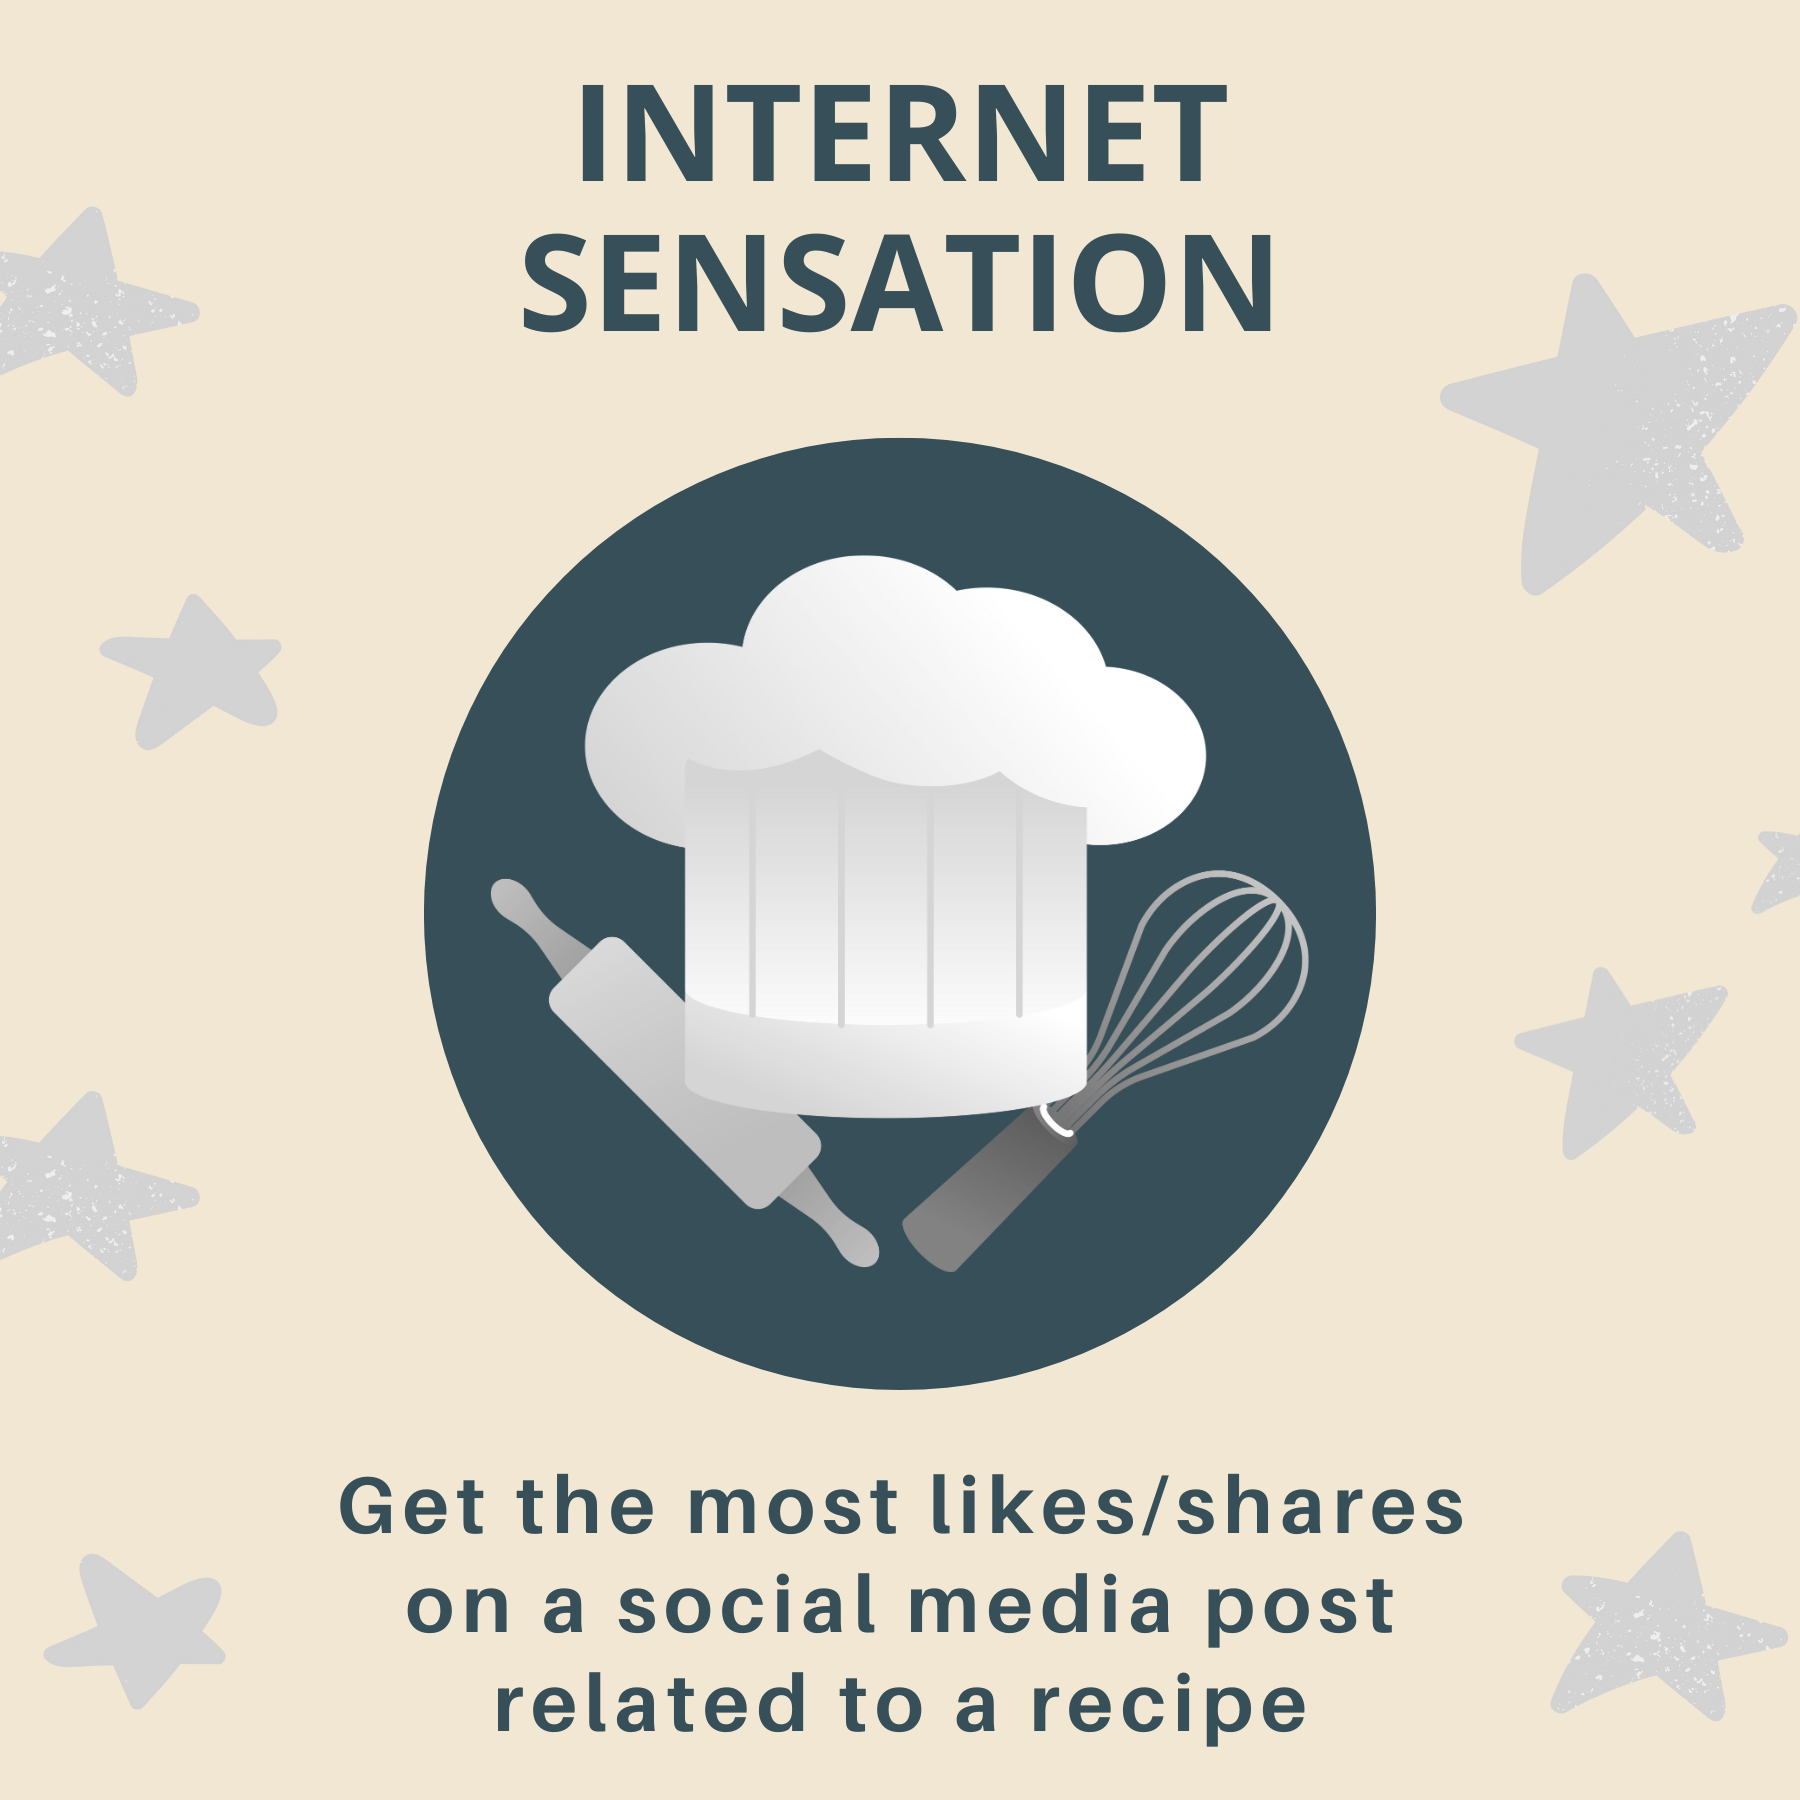 INTERNET
SENSATION
Get the most likes/shares
on a social media post
related to a recipe